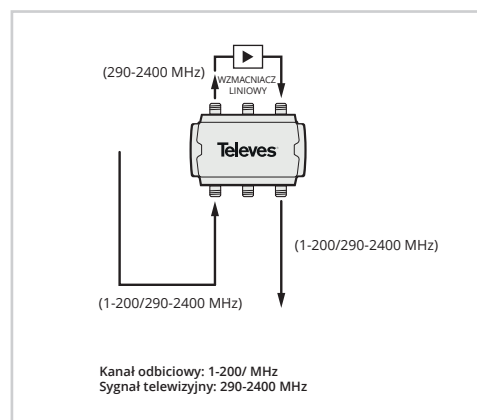 (290-2400 MHz)
WZMACNIACZ
LINIOWY
Televes
(1-200/290-2400 MHz)
(1-200/290-2400 MHz)
Kanał odbiciowy: 1-200/ MHz
Sygnał telewizyjny: 290-2400 MHz